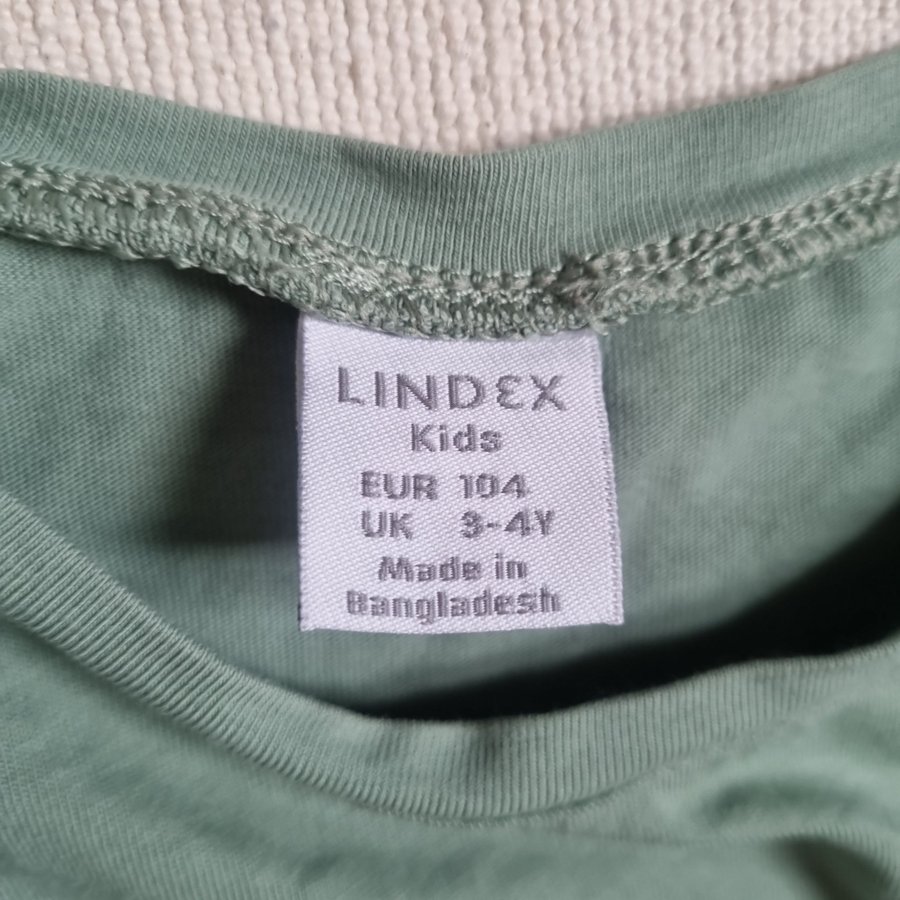 LINDEX
Kids
EUR 104
UK 3-4Y
Made in
Bangladesh